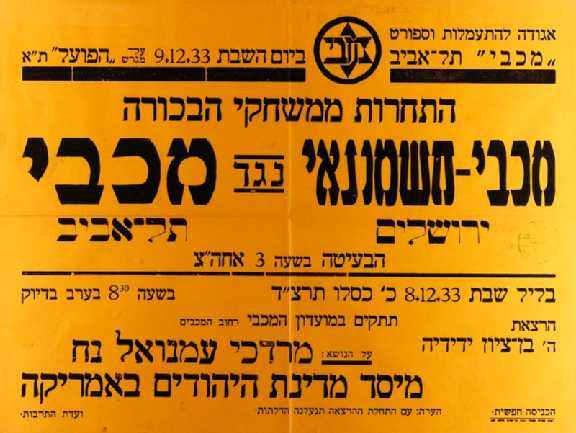 אגודה להתעמלות וספורט
„מכבי" תל־אביב
מכבי
ביום השבת 9.12.33 על מגרש „הפועל" ת"א
התחרות ממשחקי הבכורה
מכבי-חשמונאי נגד מכבי
ירושלים תל־אביב
הבעיטה בשעה 3 אחה"צ
בליל שבת 8.12.33 כ' כסלו תרצ"ד בשעה 8³⁰ בערב בדיוק
תתקים במועדון המכבי רחוב המכבים
הרצאת
ה' בן־ציון ידידיה
על הנושא: מרדכי עמנואל נח
מיסד מדינת היהודים באמריקה
הכניסה חפשית. הערה: עם התחלת ההרצאה תנעלנה הדלתות. ועדת התרבות.